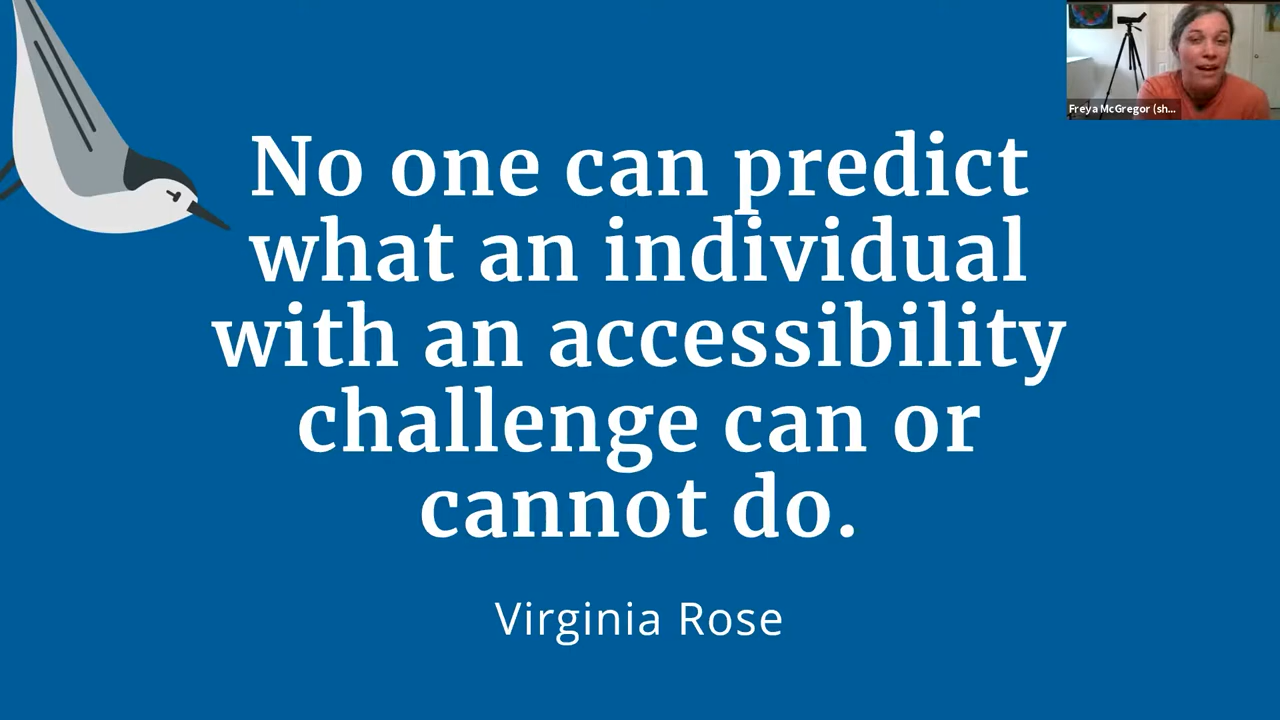 Freya McGregor (sh...
No one can predict
what an individual
with an accessibility
challenge can or
cannot do.
Virginia Rose